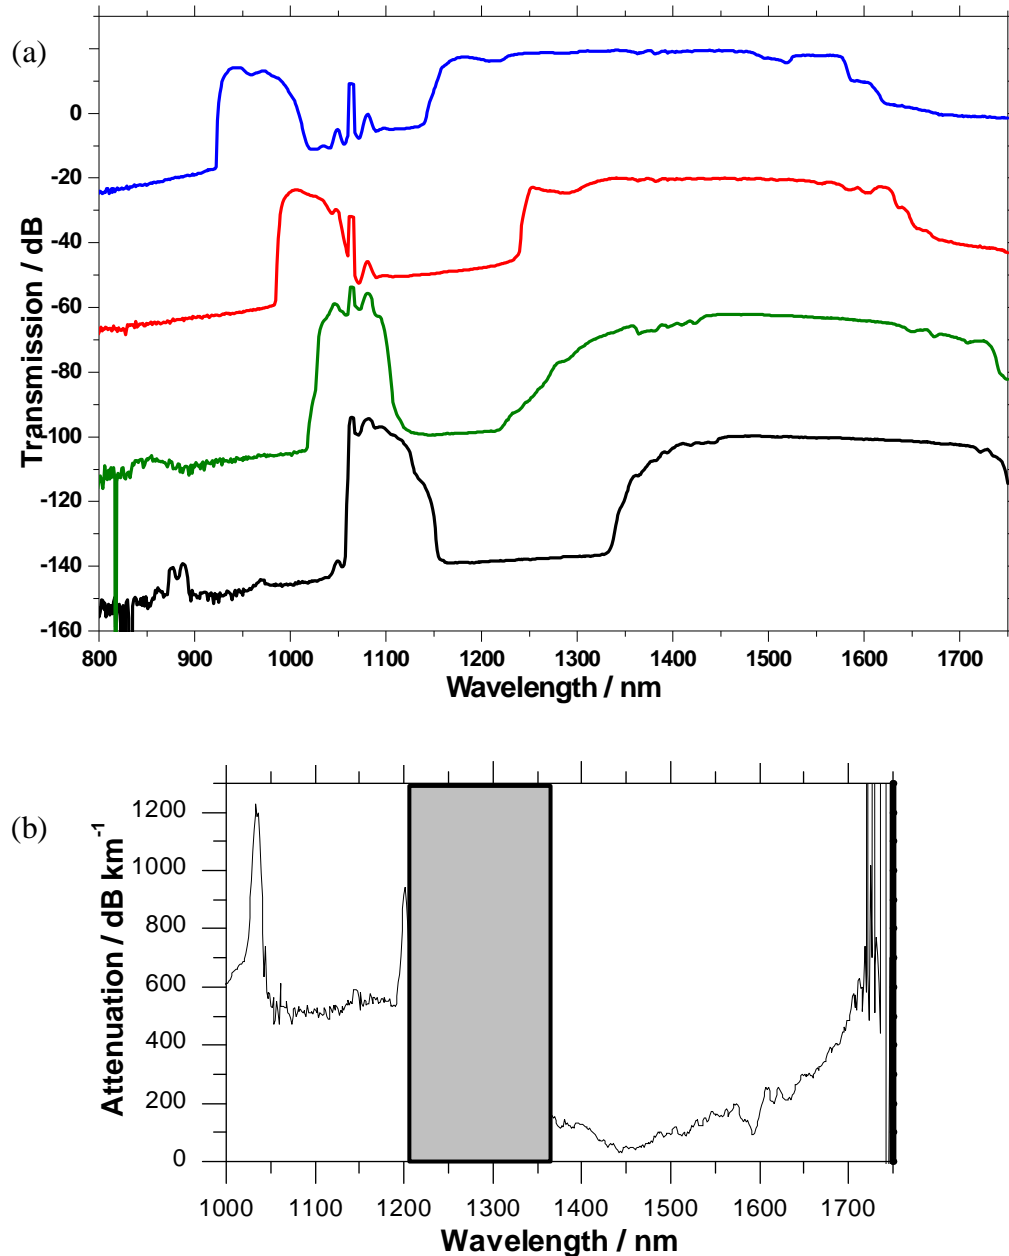 (a)
Transmission / dB
0
-20
-40
-60
-80
-100
-120
-140
-160
800 900 1000 1100 1200 1300 1400 1500 1600 1700
Wavelength / nm
(b)
Attenuation / dB km⁻¹
1200
1000
800
600
400
200
0
1000 1100 1200 1300 1400 1500 1600 1700
Wavelength / nm